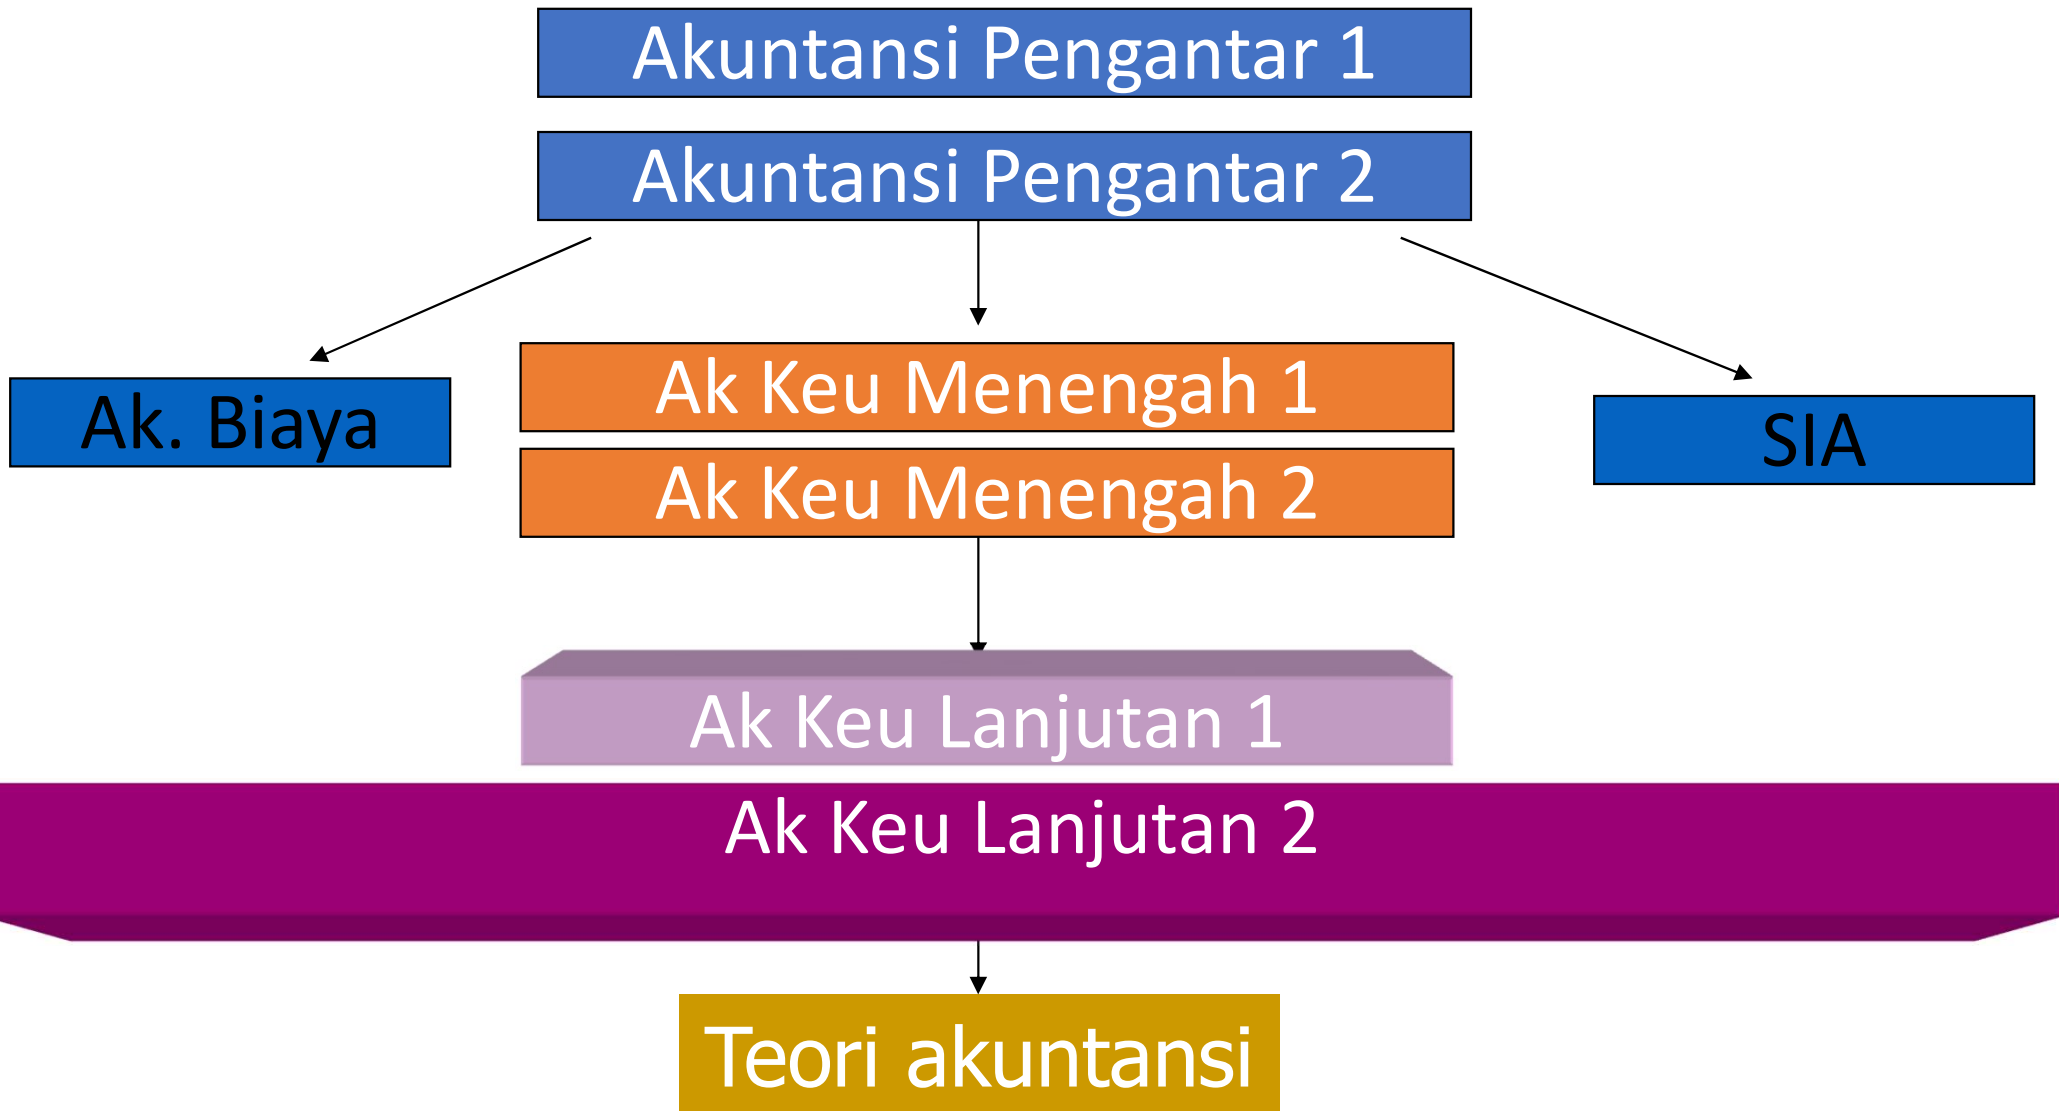 Akuntansi Pengantar 1
Akuntansi Pengantar 2
Ak. Biaya
Ak Keu Menengah 1
Ak Keu Menengah 2
SIA
Ak Keu Lanjutan 1
Ak Keu Lanjutan 2
Teori akuntansi